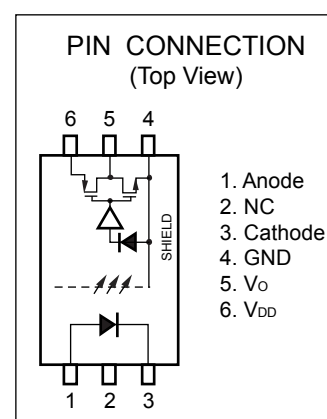 PIN CONNECTION
(Top View)
6 5 4
SHIELD
1. Anode
2. NC
3. Cathode
4. GND
5. VO
6. VDD
1 2 3